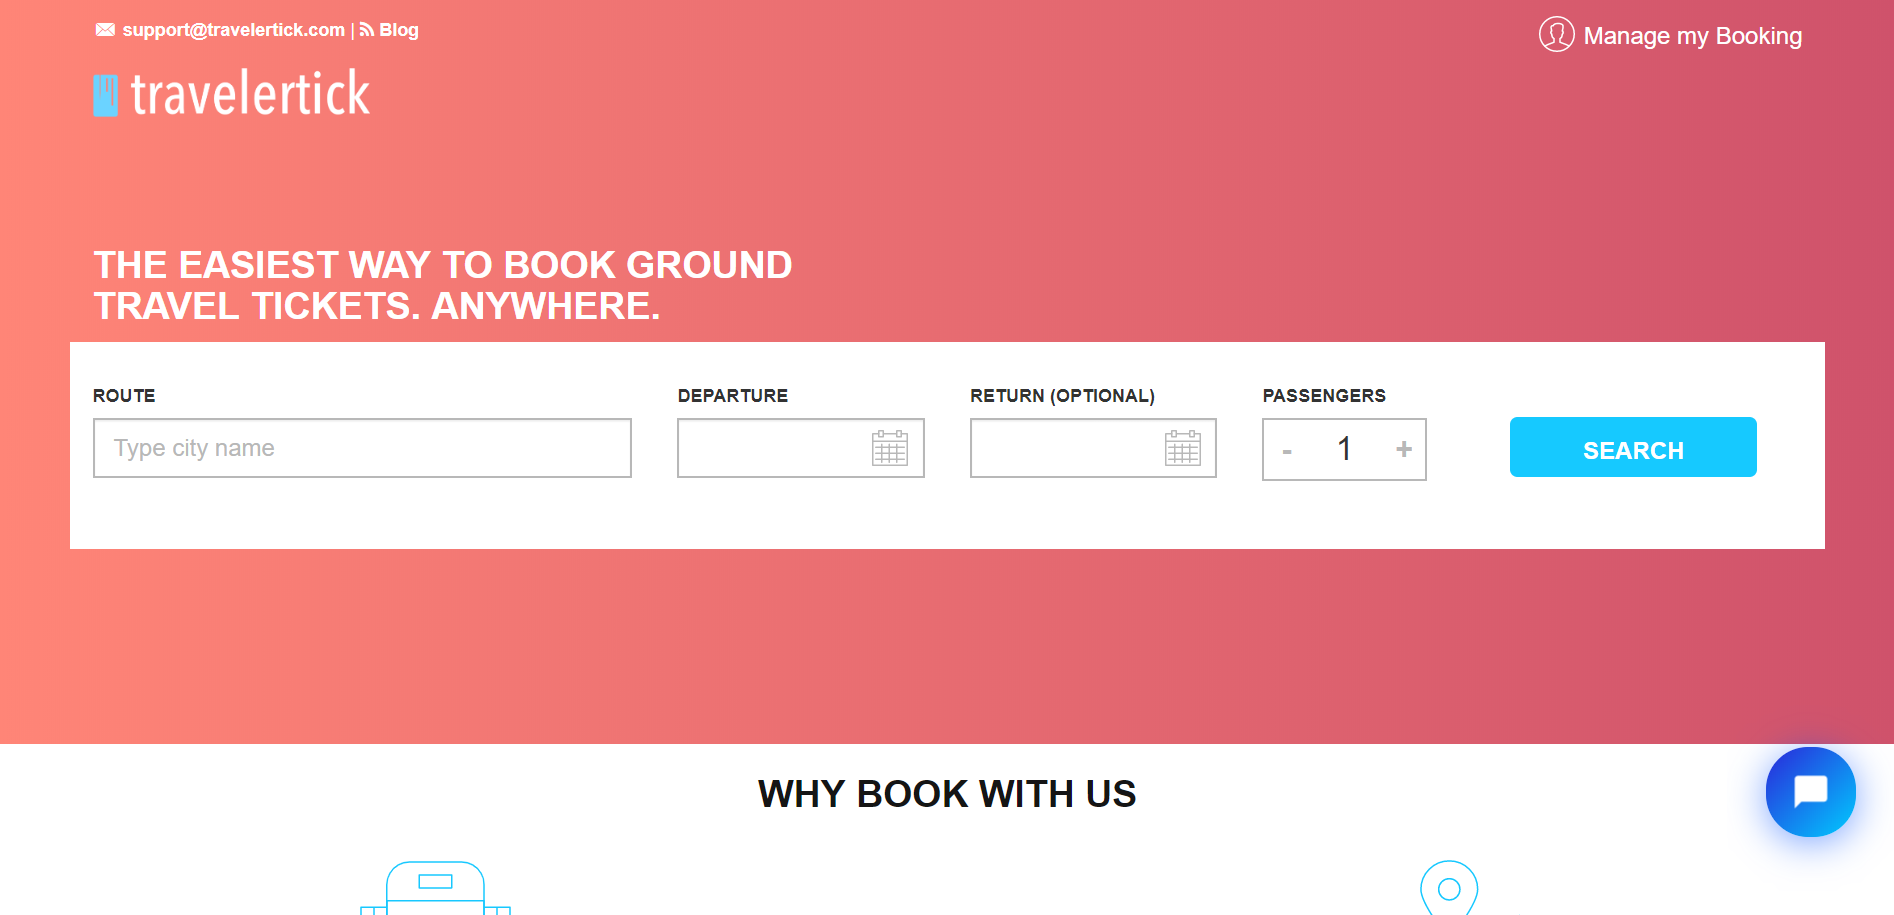 support@travelertick.com | Blog
Manage my Booking
travelertick
THE EASIEST WAY TO BOOK GROUND
TRAVEL TICKETS. ANYWHERE.
ROUTE
Type city name
DEPARTURE
RETURN (OPTIONAL)
PASSENGERS
- 1 +
SEARCH
WHY BOOK WITH US